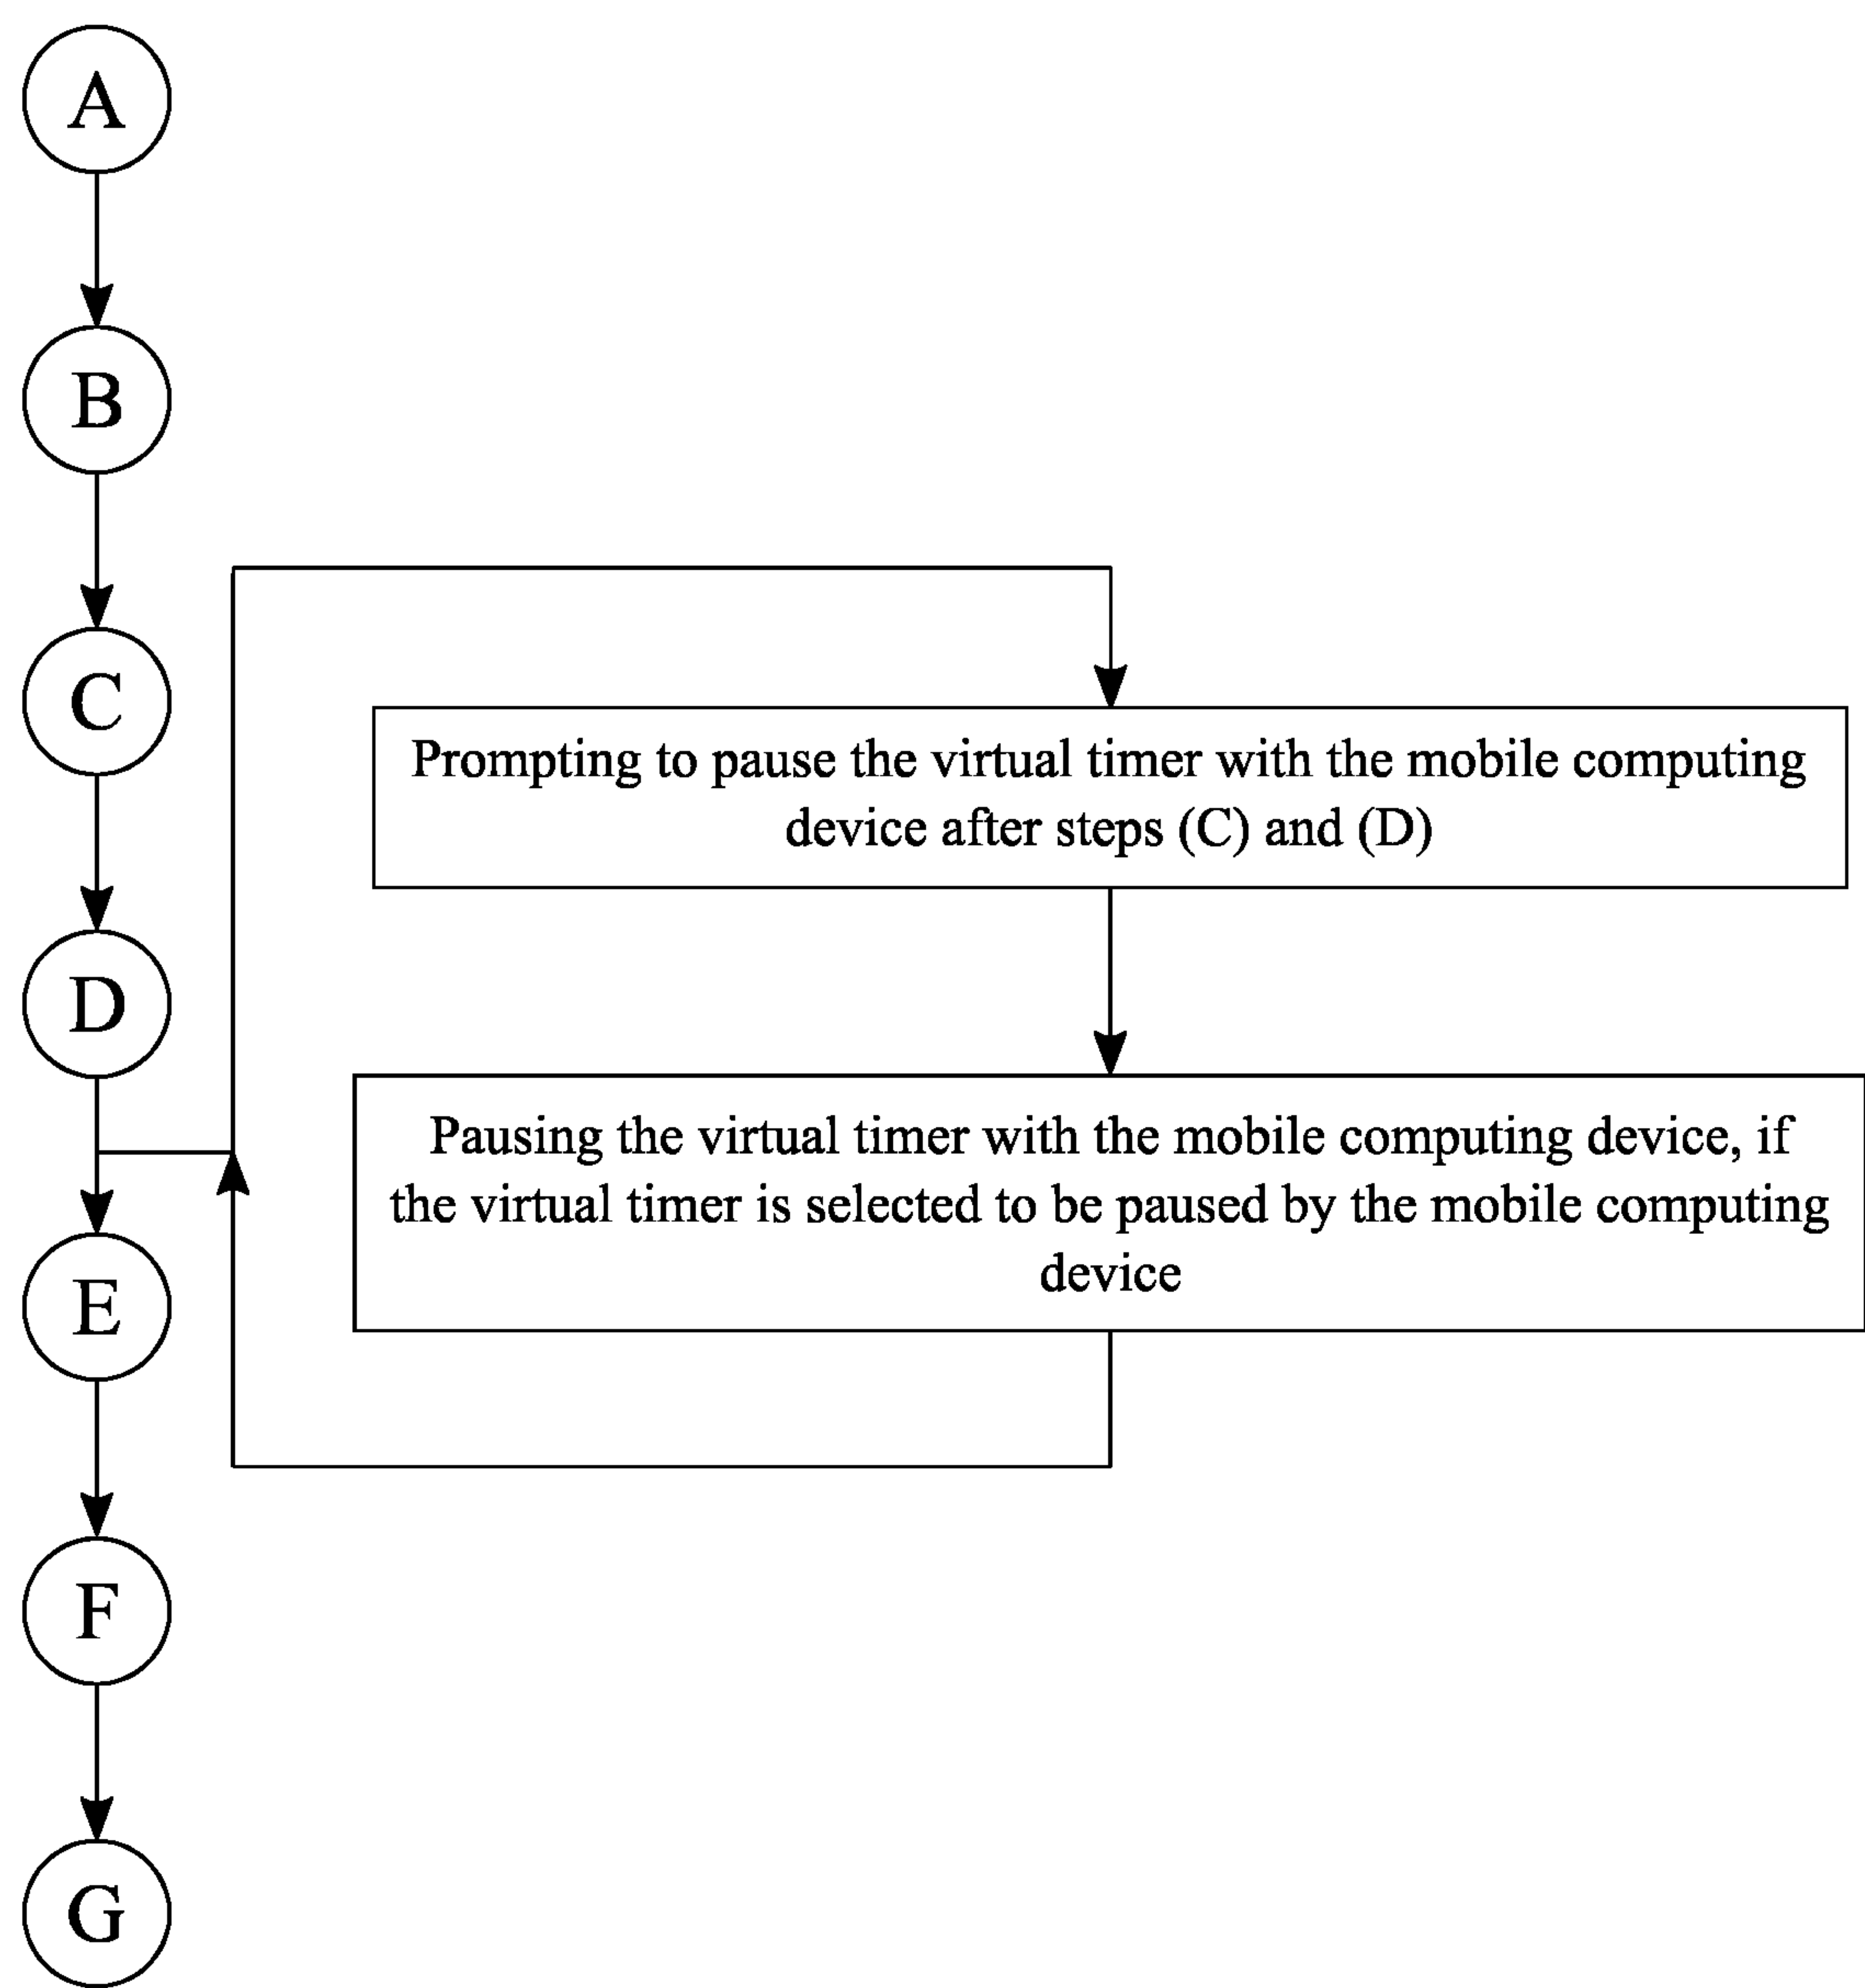 A
B
C
Prompting to pause the virtual timer with the mobile computing
device after steps (C) and (D)
D
Pausing the virtual timer with the mobile computing device, if
the virtual timer is selected to be paused by the mobile computing
device
E
F
G